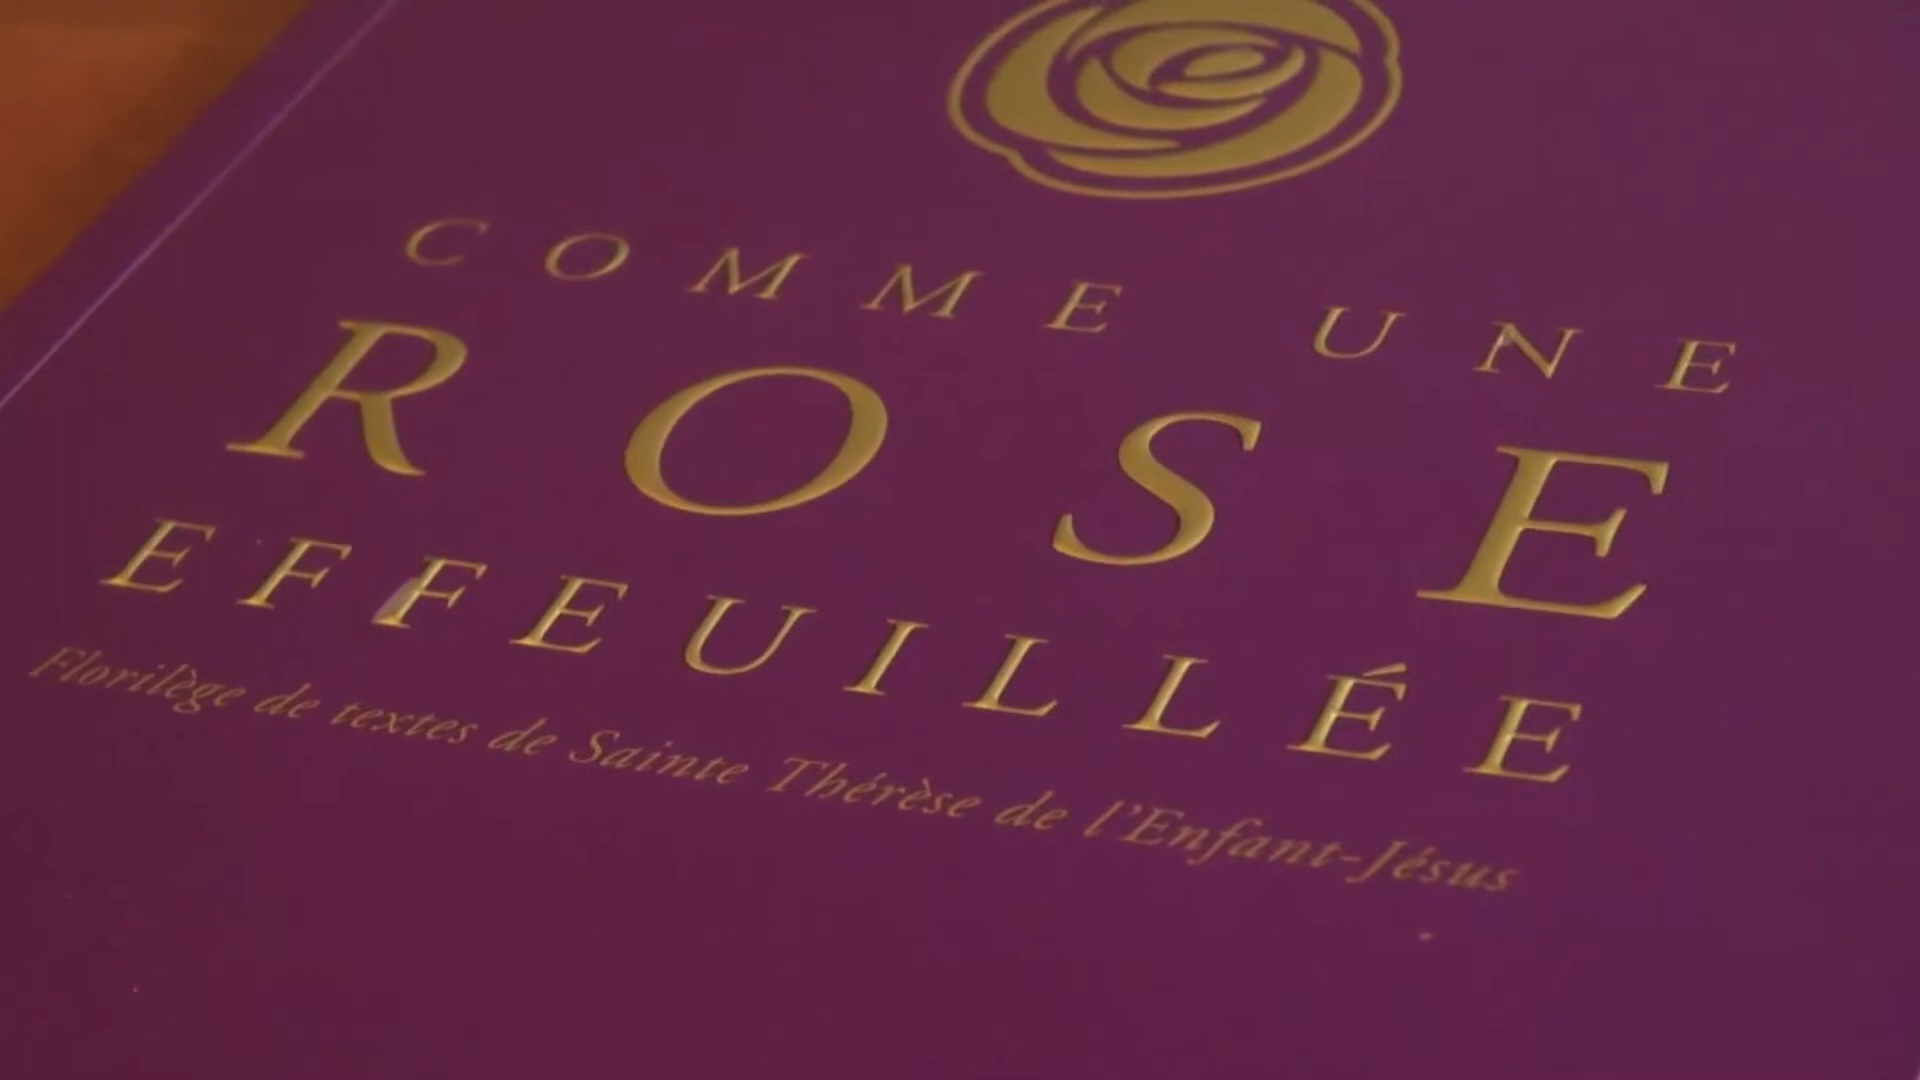 COMME UNE
ROSE
EFFEUILLÉE
Florilège de textes de Sainte Thérèse de l'Enfant-Jésus